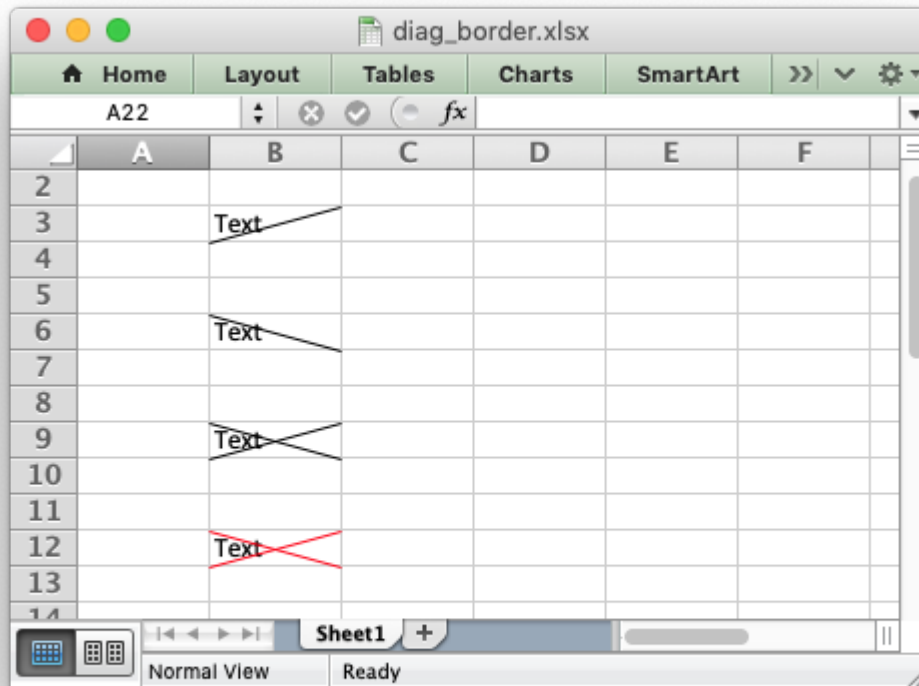 diag_border.xlsx
Home Layout Tables Charts SmartArt
A22 fx
A B C D E F
2
3 Text
4
5
6 Text
7
8
9 Text
10
11
12 Text
13
14
Sheet1 +
Normal View Ready